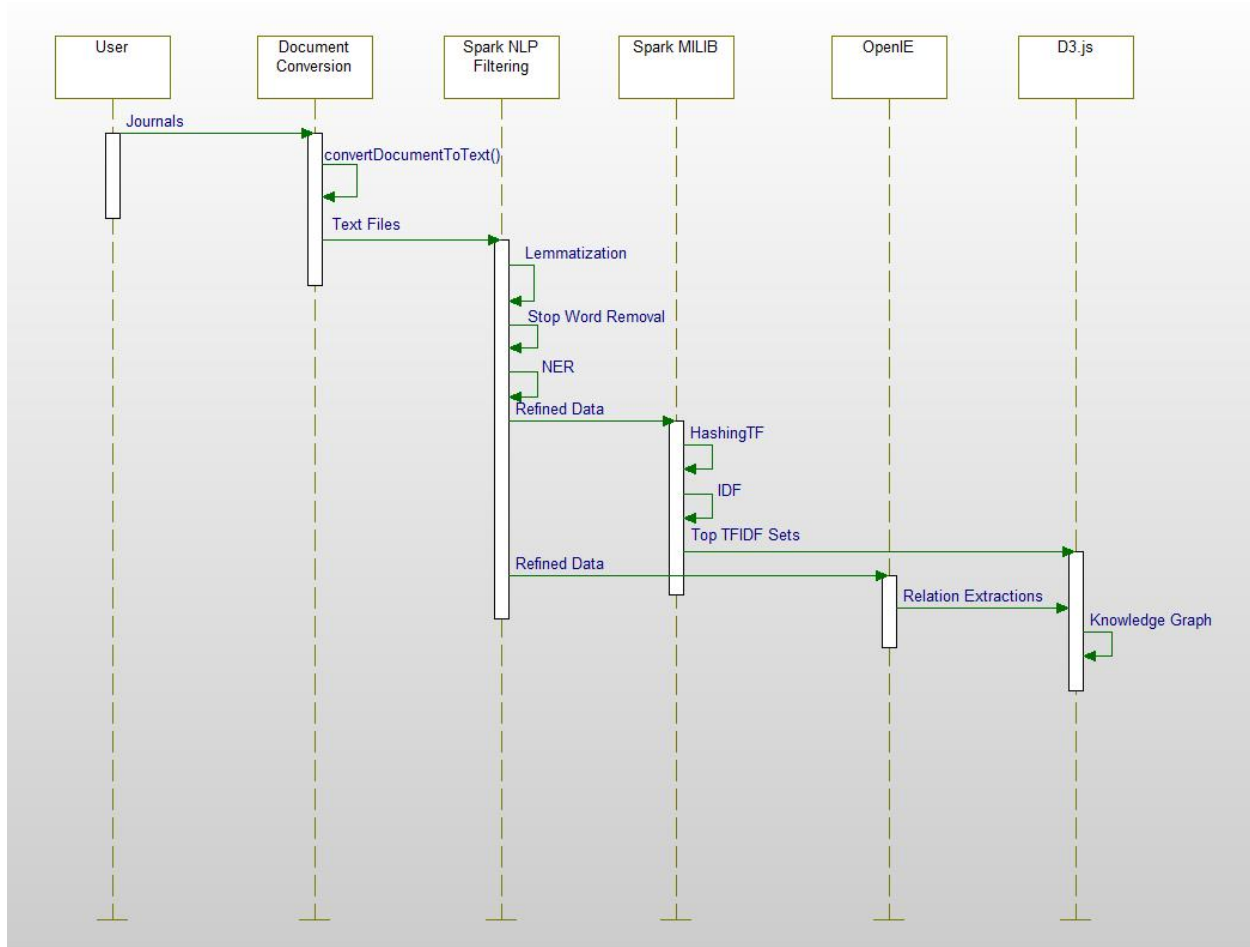 User
Document
Conversion
Spark NLP
Filtering
Spark MILIB
OpenIE
D3.js
Journals
convertDocumentToText()
Text Files
Lemmatization
Stop Word Removal
NER
Refined Data
HashingTF
IDF
Top TFIDF Sets
Refined Data
Relation Extractions
Knowledge Graph